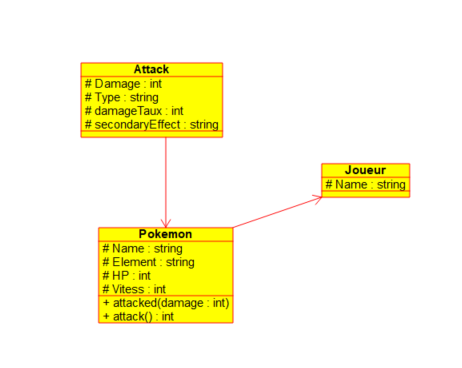 Attack
# Damage : int
# Type : string
# damageTaux : int
# secondaryEffect : string
Joueur
# Name : string
Pokemon
# Name : string
# Element : string
# HP : int
# Vitess : int
+ attacked(damage : int)
+ attack() : int